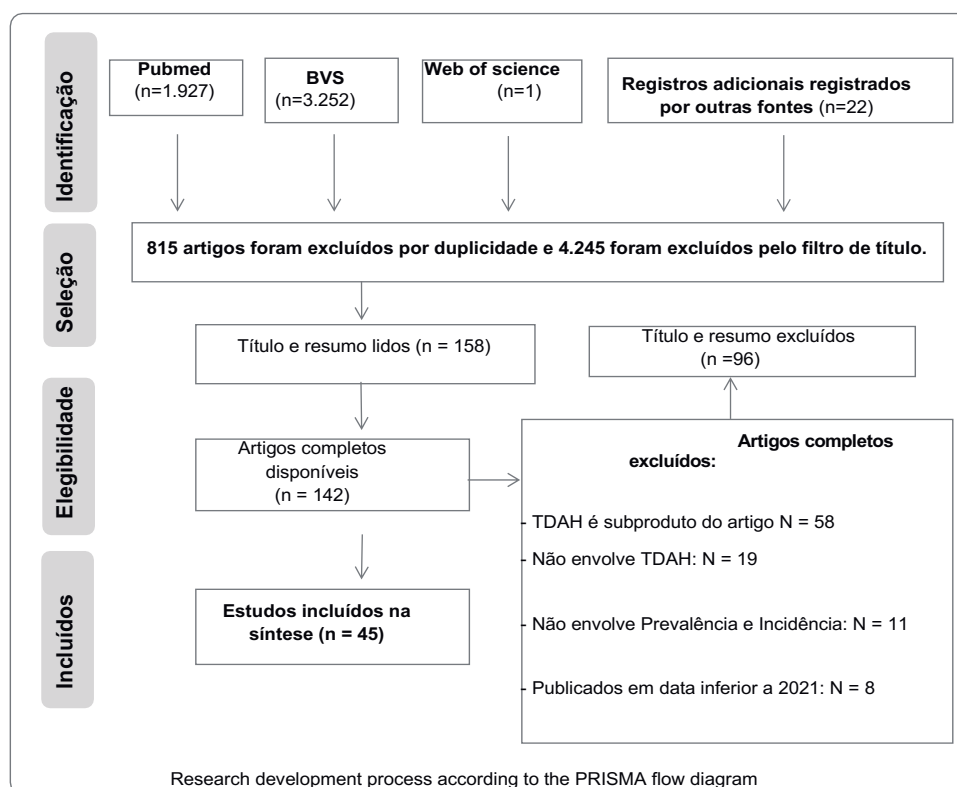 Identificação
Pubmed
(n=1.927)
BVS
(n=3.252)
Web of science
(n=1)
Registros adicionais registrados
por outras fontes (n=22)
Seleção
815 artigos foram excluídos por duplicidade e 4.245 foram excluídos pelo filtro de título.
Título e resumo lidos (n = 158)
Título e resumo excluídos
(n =96)
Elegibilidade
Artigos completos
disponíveis
(n = 142)
Artigos completos
excluídos:
- TDAH é subproduto do artigo N = 58
- Não envolve TDAH: N = 19
- Não envolve Prevalência e Incidência: N = 11
- Publicados em data inferior a 2021: N = 8
Incluídos
Estudos incluídos na
síntese (n = 45)
Research development process according to the PRISMA flow diagram